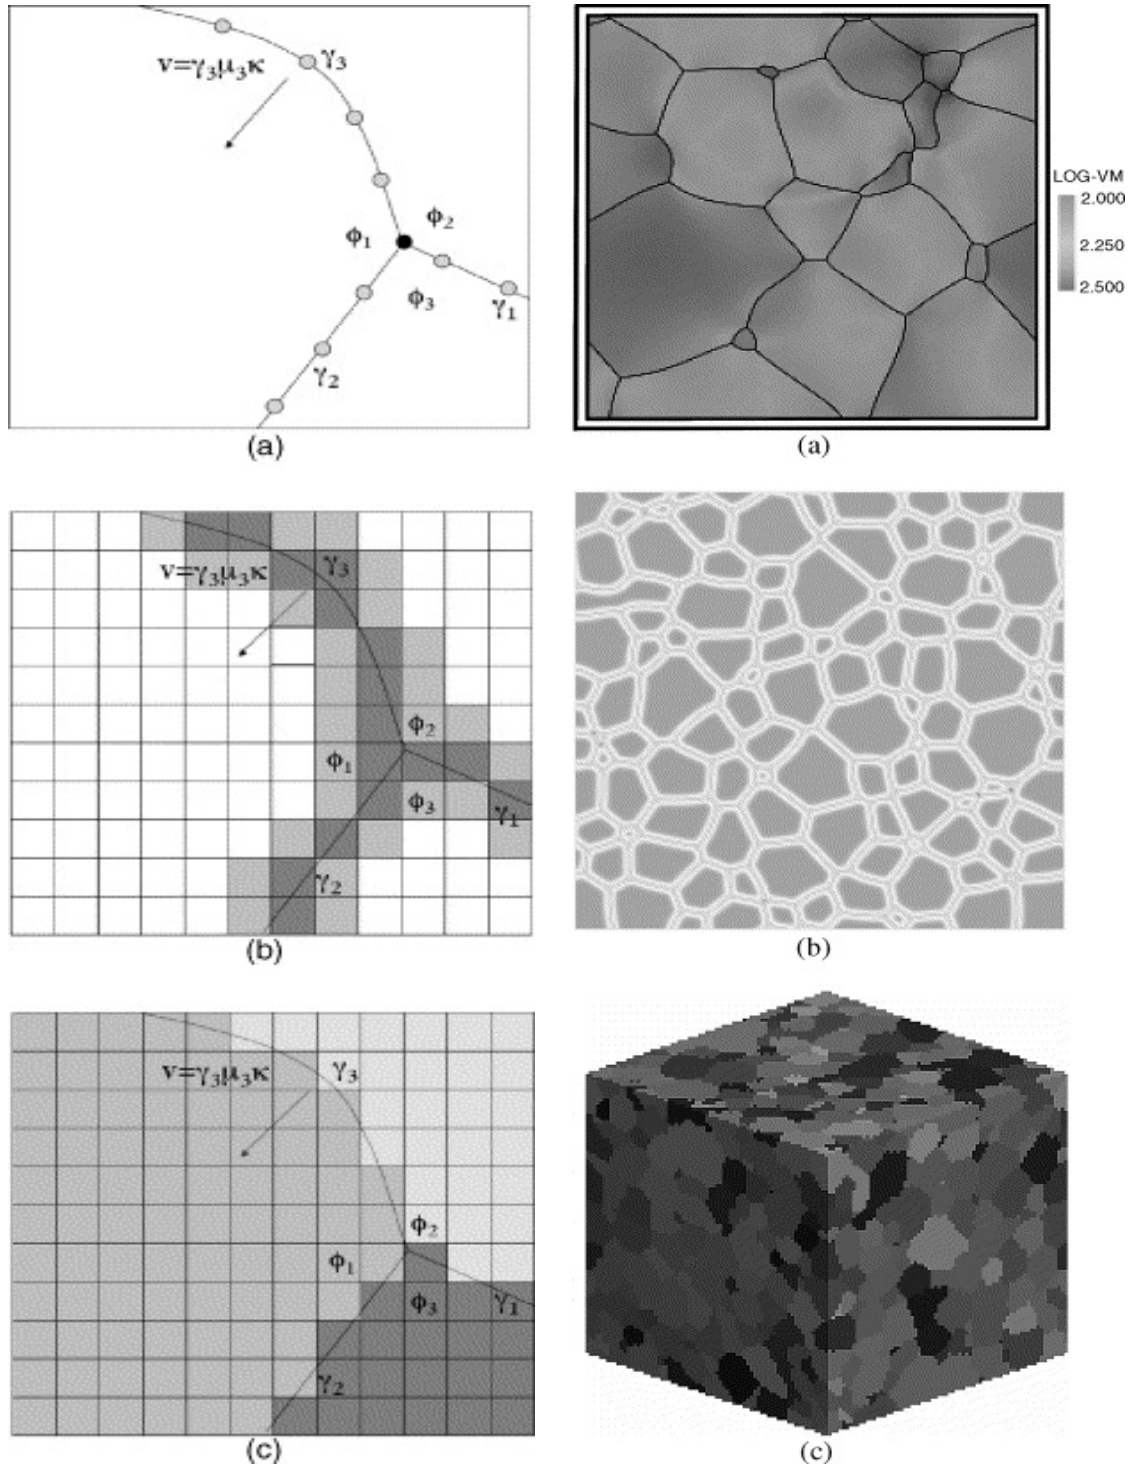 v=γ₃μ₃κ
γ₃
ϕ₁
ϕ₂
ϕ₃
γ₁
γ₂
(a)
LOG-VM
2.000
2.250
2.500
(a)
v=γ₃μ₃κ
γ₃
ϕ₂
ϕ₁
ϕ₃
γ₁
γ₂
(b)
(b)
v=γ₃μ₃κ
γ₃
ϕ₂
ϕ₁
ϕ₃
γ₁
γ₂
(c)
(c)